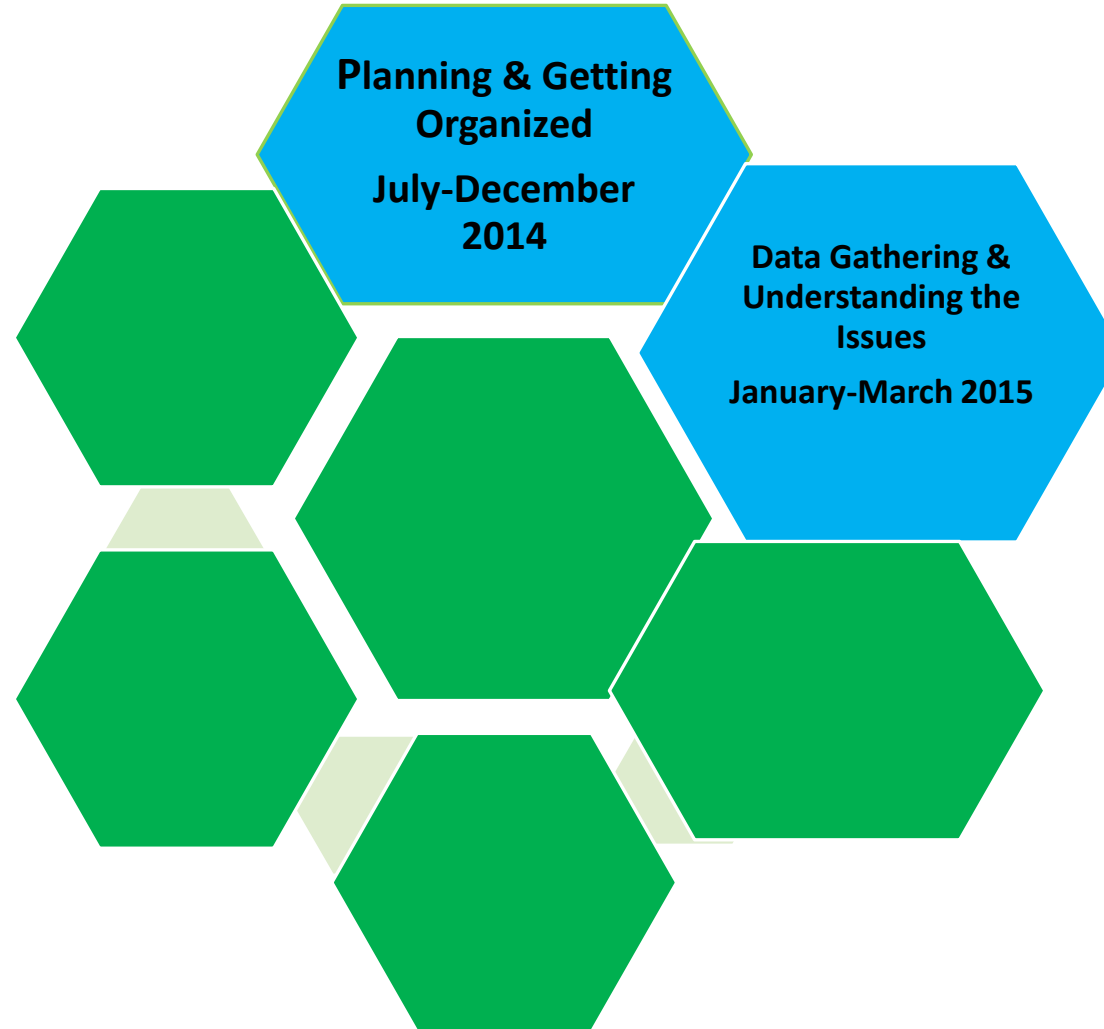 Planning & Getting
Organized
July-December
2014
Data Gathering &
Understanding the
Issues
January-March 2015